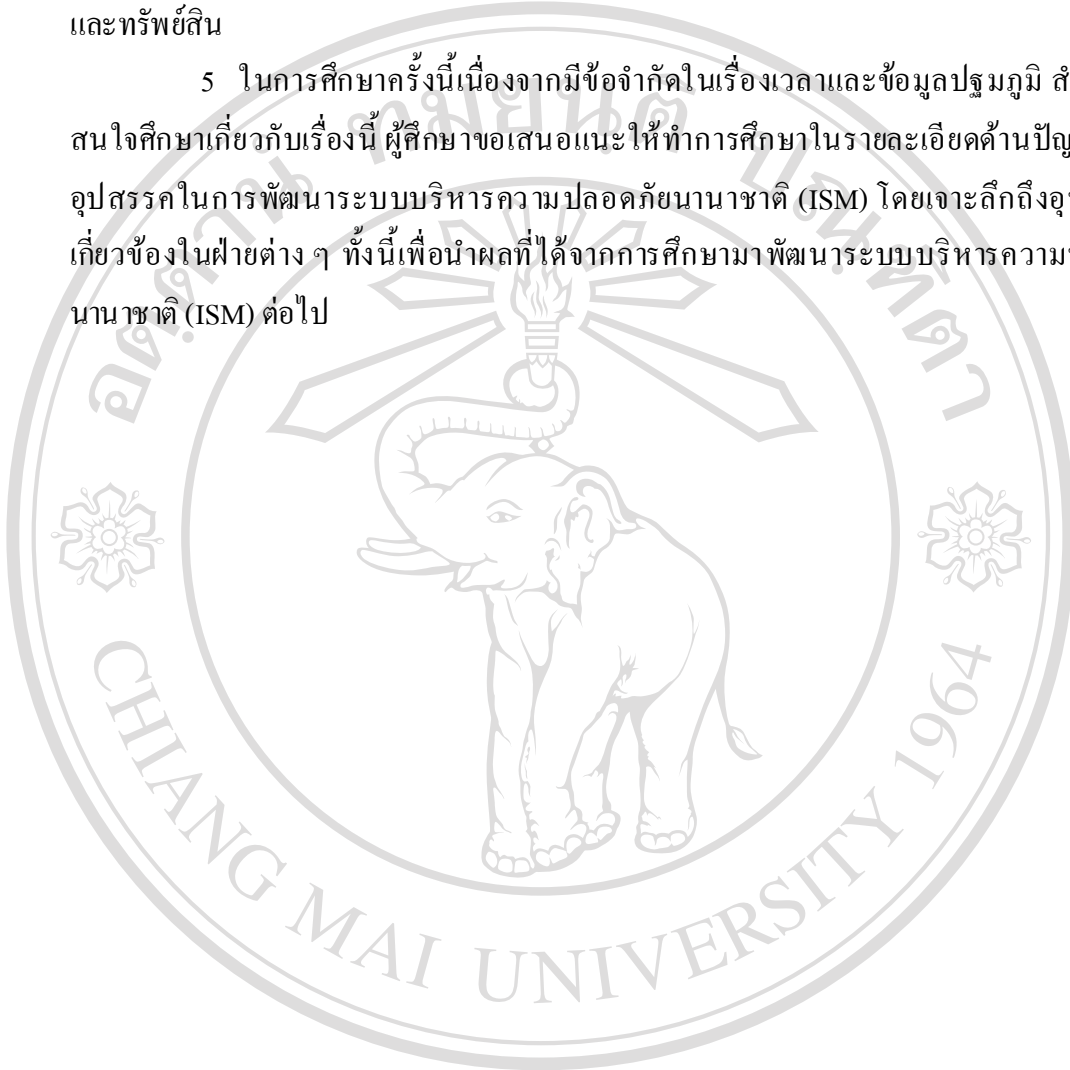 และทรัพย์สิน
5 ในการศึกษาครั้งนี้เนื่องจากมีข้อจำกัดในเรื่องเวลาและข้อมูลปฐมภูมิ
สนใจศึกษาเกี่ยวกับเรื่องนี้ ผู้ศึกษาขอเสนอแนะให้ทำการศึกษาในรายละเอียดด้าน
อุปสรรคในการพัฒนาระบบบริหารความปลอดภัยนานาชาติ (ISM) โดยเจาะลึกถึง
เกี่ยวข้องในฝ่ายต่าง ๆ ทั้งนี้เพื่อนำผลที่ได้จากการศึกษามาพัฒนาระบบบริหารความ
นานาชาติ (ISM) ต่อไป
CHIANG MAI UNIVERSITY 1964